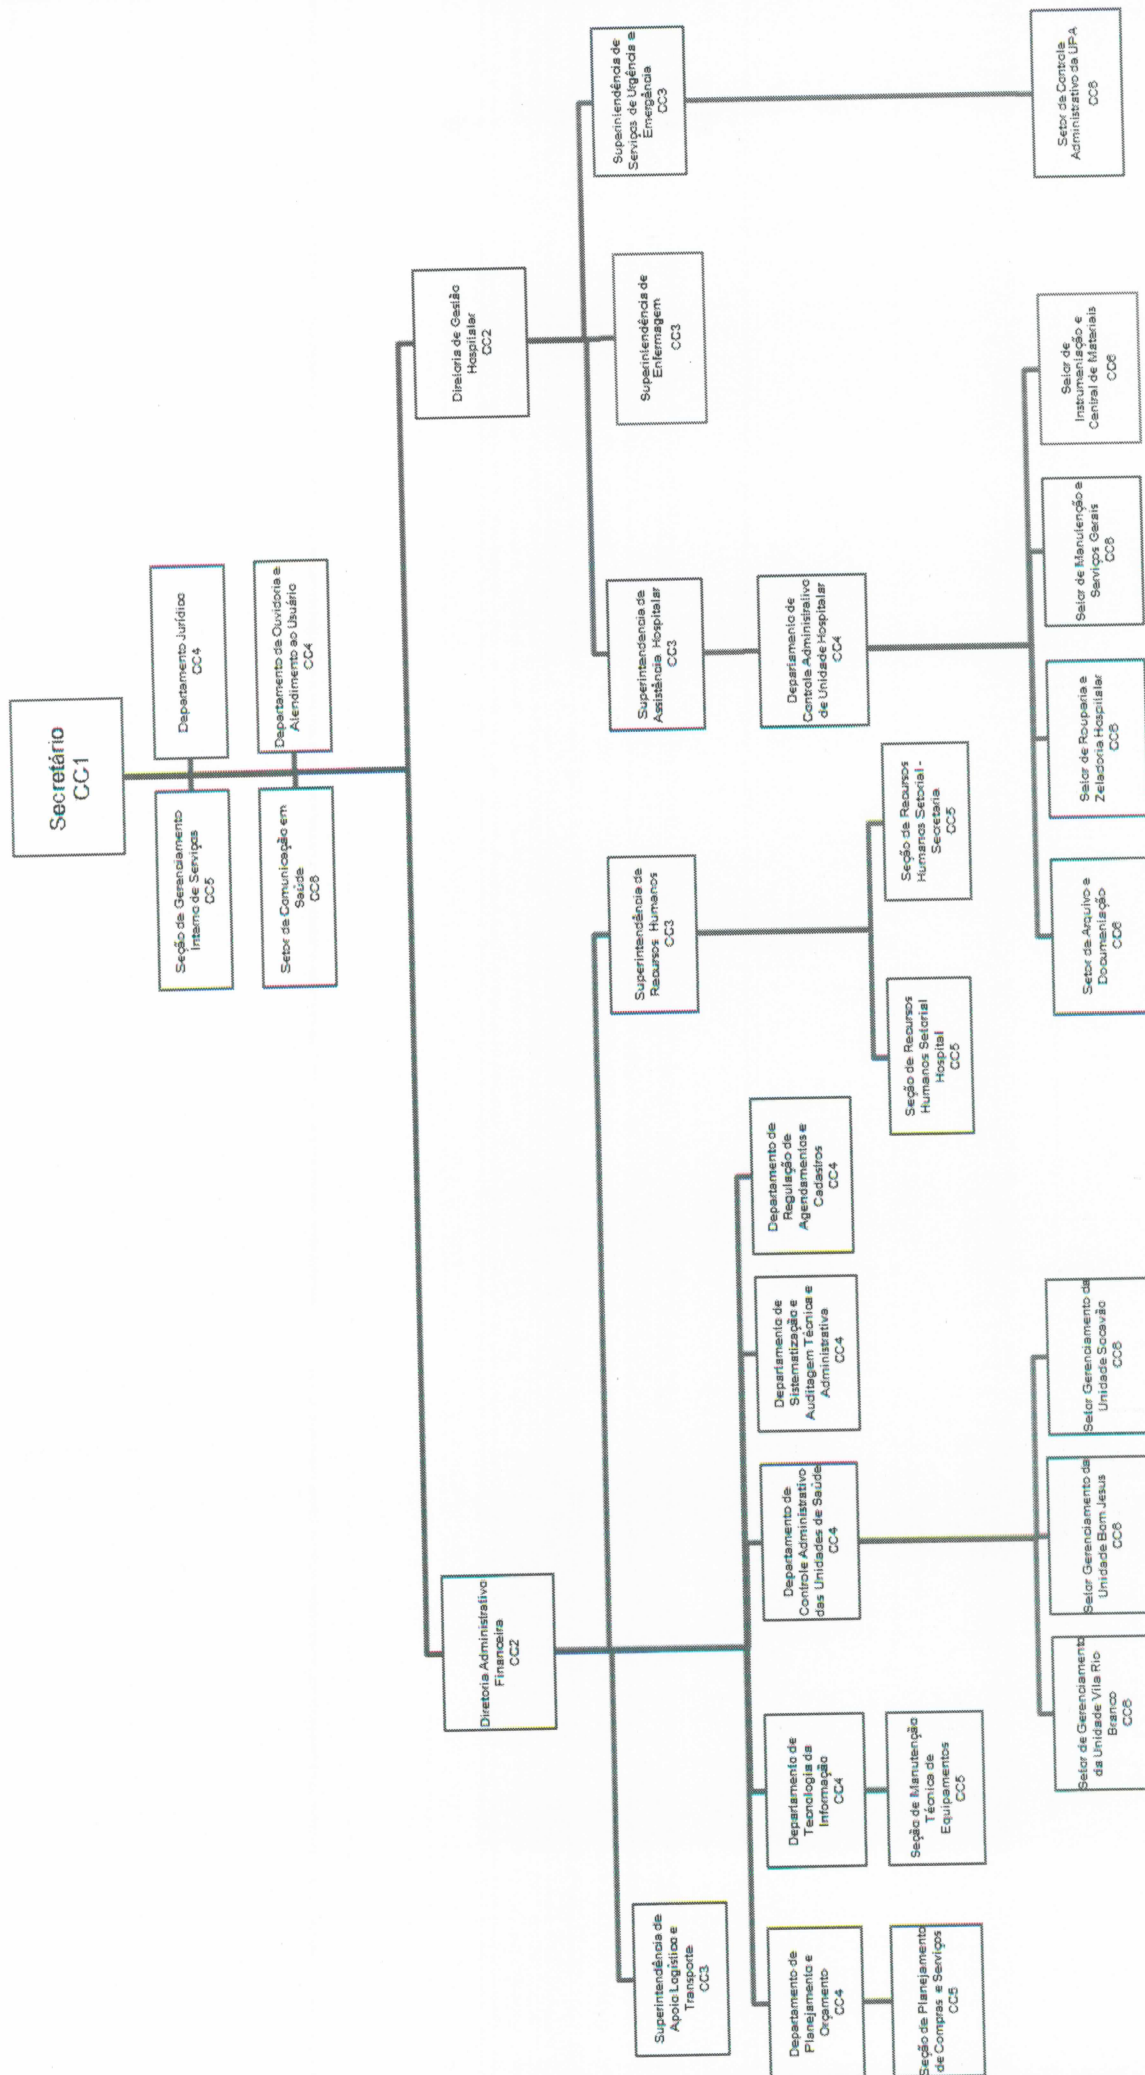 Secretário
CC1
Seção de Gerenciamento
Interno de Serviços
CC5
Departamento Jurídico
CC4
Setor de Comunicação em
Saúde
CC6
Departamento de Ouvidoria e
Atendimento ao Usuário
CC4
Diretoria Administrativo
Financeira
CC2
Diretoria de Gestão
Hospitalar
CC2
Superintendência de
Apoio Logístico e
Transporte
CC3
Superintendência de
Recursos Humanos
CC3
Superintendencia de
Assistência Hospitalar
CC3
Superintendência de
Enfermagem
CC3
Superintendência de
Serviços de Urgência e
Emergência
CC3
Departamento de
Planejamento e
Orçamento
CC4
Departamento de
Tecnologia da
Informação
CC4
Departamento de
Controle Administrativo
das Unidades de Saúde
CC4
Departamento de
Sistematização e
Auditagem Técnica e
Administrativa
CC4
Departamento de
Regulação de
Agendamentos e
Cadastros
CC4
Departamento de
Controle Administrativo
de Unidade Hospitalar
CC4
Seção de Planejamento
de Compras e Serviços
CC5
Seção de Manutenção
Técnica de
Equipamentos
CC5
Seção de Recursos
Humanos Setorial
Hospital
CC5
Seção de Recursos
Humanos Setorial -
Secretaria
CC5
Setor de Gerenciamento
da Unidade Vila Rio
Branco
CC6
Setor Gerenciamento da
Unidade Bom Jesus
CC6
Setor Gerenciamento da
Unidade Socavão
CC6
Setor de Arquivo e
Documentação
CC6
Setor de Rouparia e
Zeladoria Hospitalar
CC6
Setor de Manutenção e
Serviços Gerais
CC6
Setor de
Instrumentação e
Central de Materiais
CC6
Setor de Controle
Administrativo da UPA
CC6